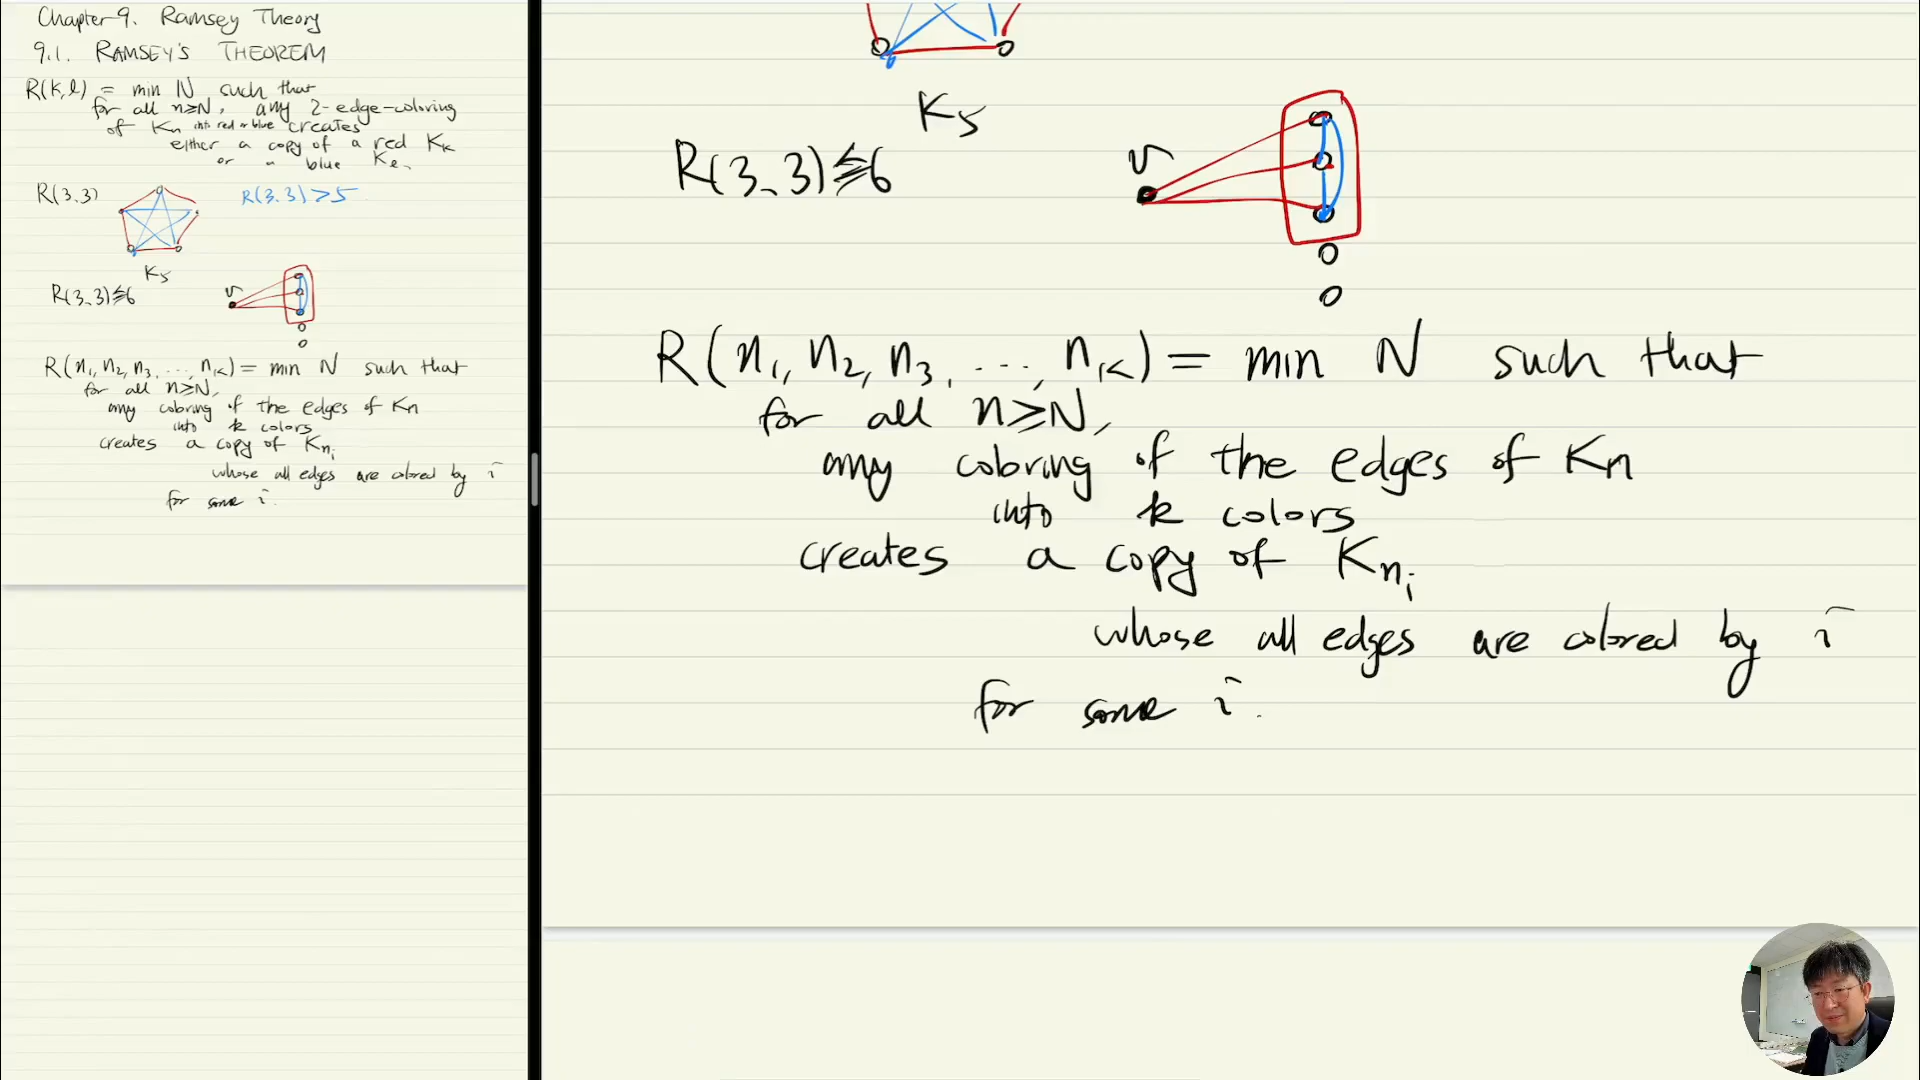 Chapter 9. Ramsey Theory
9.1. RAMSEY'S THEOREM
R(k,l) = min N such that
for all n≥N, any 2-edge-coloring
of Kn into red or blue creates
either a copy of a red Kk
or a blue Kl
R(3,3)
R(3,3)>5
K5
R(3,3)≤6
v
R(n1, n2, n3, ..., nk) = min N such that
for all n≥N,
any coloring of the edges of Kn
into k colors
creates a copy of Kni
whose all edges are colored by i
for some i.
K5
R(3,3)≤6
v
R(n1, n2, n3, ..., nk) = min N such that
for all n≥N,
any coloring of the edges of Kn
into k colors
creates a copy of Kni
whose all edges are colored by i
for some i.